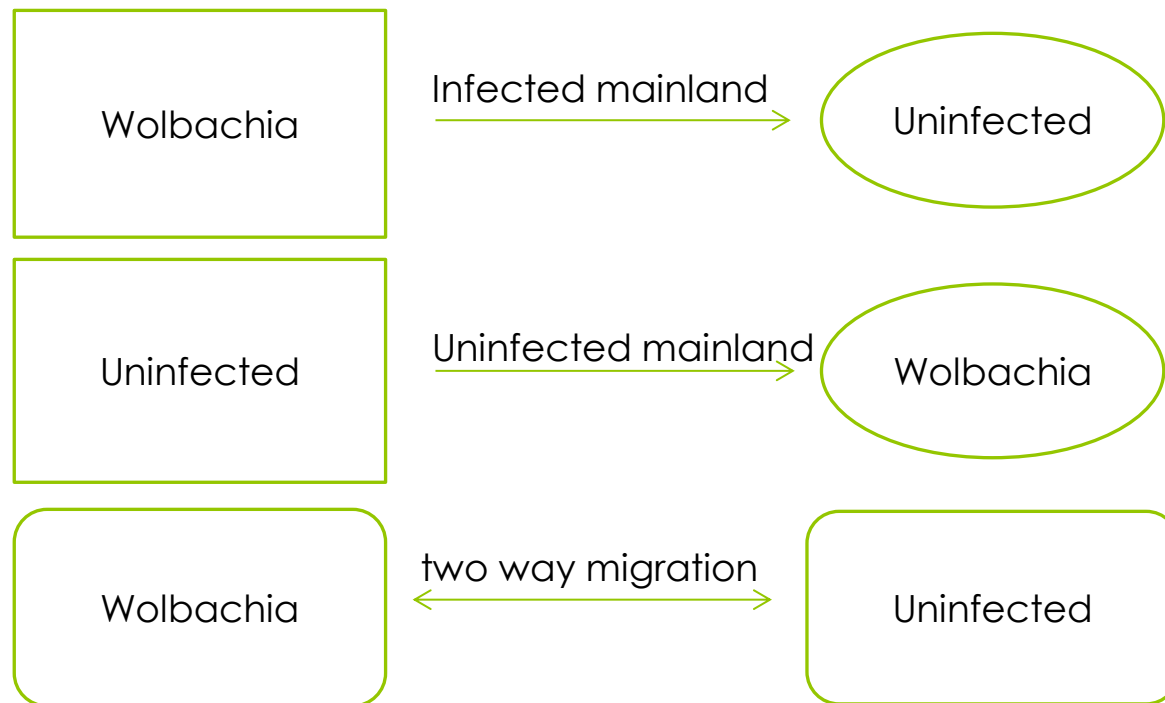 Infected mainland
Wolbachia
Uninfected
Uninfected mainland
Uninfected
Wolbachia
two way migration
Wolbachia
Uninfected